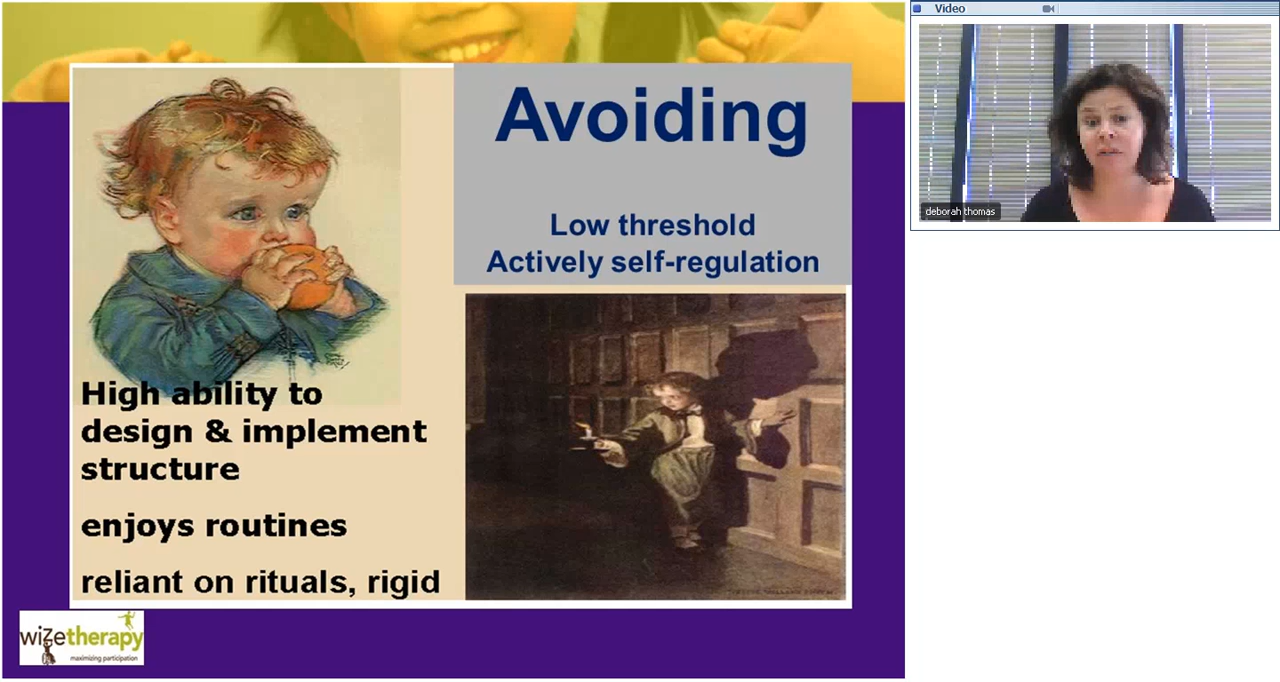 Avoiding
Low threshold
Actively self-regulation
High ability to
design & implement
structure
enjoys routines
reliant on rituals, rigid
wizetherapy
maximizing participation
Video
deborah thomas